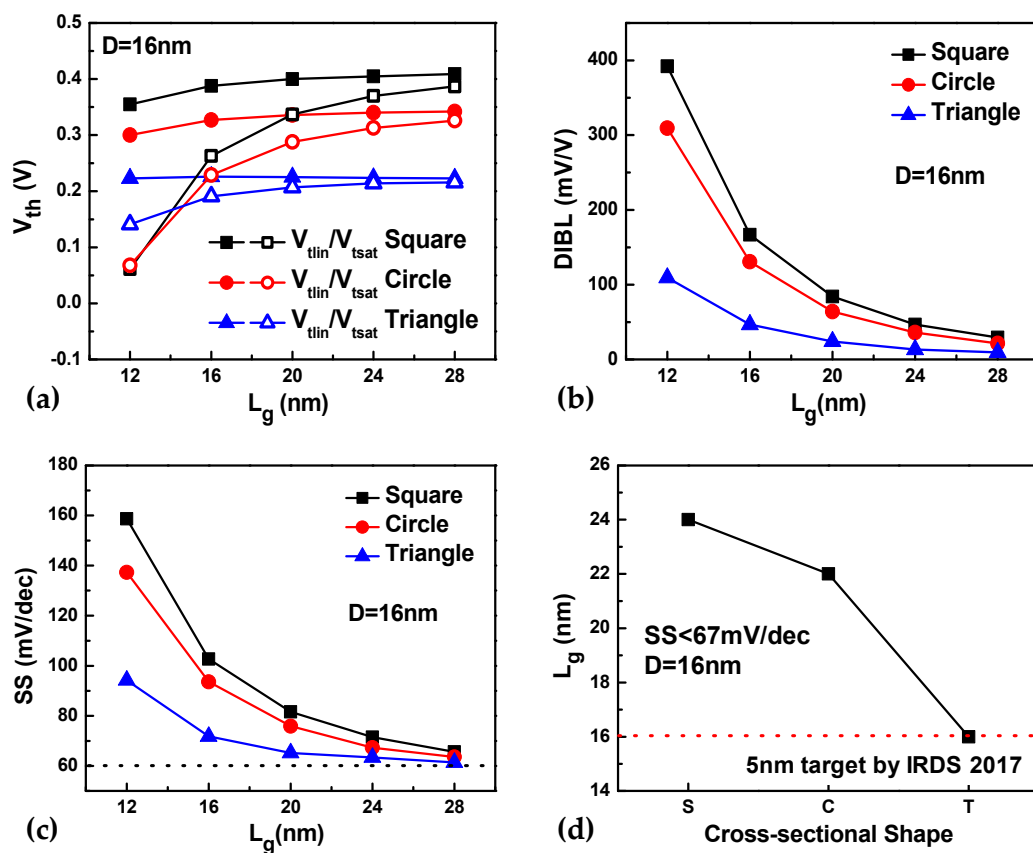 0.5
0.4
0.3
0.2
0.1
0.0
-0.1
V_th (V)
D=16nm
V_tlin/V_tsat Square
V_tlin/V_tsat Circle
V_tlin/V_tsat Triangle
12 16 20 24 28
L_g (nm)
(a)
400
300
200
100
0
DIBL (mV/V)
Square
Circle
Triangle
D=16nm
12 16 20 24 28
L_g(nm)
(b)
180
160
140
120
100
80
60
SS (mV/dec)
Square
Circle
Triangle
D=16nm
12 16 20 24 28
L_g(nm)
(c)
26
24
22
20
18
16
14
L_g (nm)
SS<67mV/dec
D=16nm
5nm target by IRDS 2017
S C T
Cross-sectional Shape
(d)